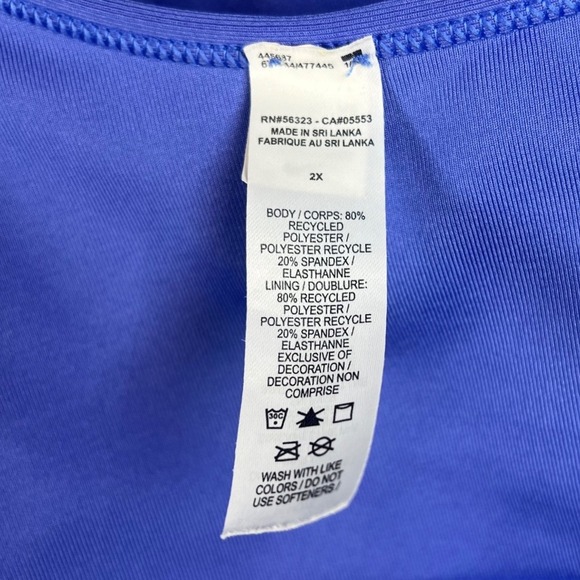 RN#56323 - CA#05553
MADE IN SRI LANKA
FABRIQUE AU SRI LANKA
2X
BODY / CORPS: 80%
RECYCLED
POLYESTER /
POLYESTER RECYCLE
20% SPANDEX /
ELASTHANNE
LINING / DOUBLURE:
80% RECYCLED
POLYESTER /
POLYESTER RECYCLE
20% SPANDEX /
ELASTHANNE
EXCLUSIVE OF
DECORATION /
DECORATION NON
COMPRISE
30C
WASH WITH LIKE
COLORS / DO NOT
USE SOFTENERS /